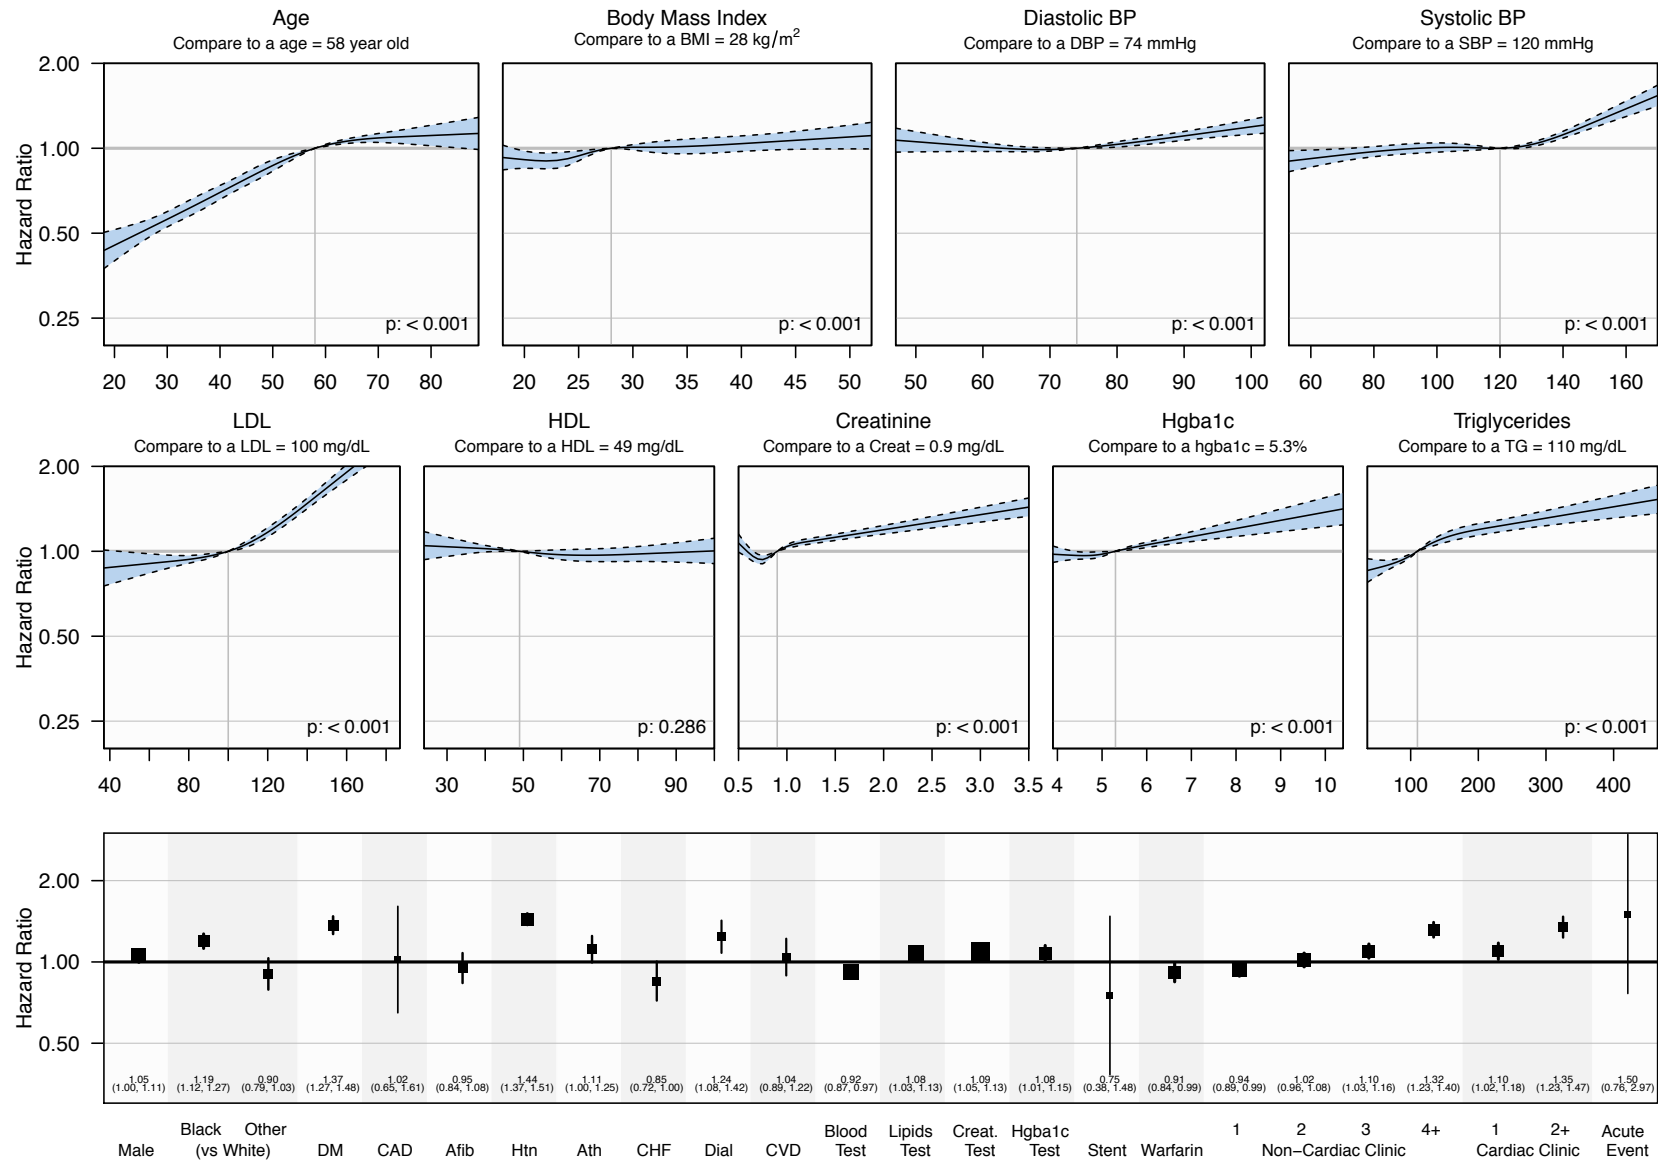 Age
Compare to a age = 58 year old
Body Mass Index
Compare to a BMI = 28 kg/m²
Diastolic BP
Compare to a DBP = 74 mmHg
Systolic BP
Compare to a SBP = 120 mmHg
Hazard Ratio
2.00
1.00
0.50
0.25
p: < 0.001
p: < 0.001
p: < 0.001
p: < 0.001
20 30 40 50 60 70 80
20 25 30 35 40 45 50
50 60 70 80 90 100
60 80 100 120 140 160
LDL
Compare to a LDL = 100 mg/dL
HDL
Compare to a HDL = 49 mg/dL
Creatinine
Compare to a Creat = 0.9 mg/dL
Hgba1c
Compare to a hgba1c = 5.3%
Triglycerides
Compare to a TG = 110 mg/dL
Hazard Ratio
2.00
1.00
0.50
0.25
p: < 0.001
p: 0.286
p: < 0.001
p: < 0.001
p: < 0.001
40 80 120 160
30 50 70 90
0.5 1.0 1.5 2.0 2.5 3.0 3.5
4 5 6 7 8 9 10
100 200 300 400
Hazard Ratio
2.00
1.00
0.50
1.05 1.19 0.90 1.37 1.02 0.95 1.44 1.11 0.85 1.24 1.04 0.92 1.08 1.09 1.08 0.75 0.91 0.94 1.02 1.10 1.32 1.10 1.35 1.50
(1.00, 1.11) (1.12, 1.27) (0.79, 1.03) (1.27, 1.48) (0.65, 1.61) (0.84, 1.08) (1.37, 1.51) (1.00, 1.25) (0.72, 1.00) (1.08, 1.42) (0.89, 1.22) (0.87, 0.97) (1.03, 1.13) (1.05, 1.13) (1.01, 1.15) (0.38, 1.48) (0.84, 0.99) (0.89, 0.99) (0.96, 1.08) (1.03, 1.16) (1.23, 1.40) (1.02, 1.18) (1.23, 1.47) (0.76, 2.97)
Black Other Blood Lipids Creat. Hgba1c 1 2 3 4+ 1 2+ Acute
Male (vs White) DM CAD Afib Htn Ath CHF Dial CVD Test Test Test Test Stent Warfarin Non−Cardiac Clinic Cardiac Clinic Event